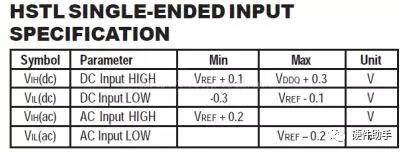 HSTL SINGLE-ENDED INPUT
SPECIFICATION
Symbol Parameter Min Max Unit
VIH(dc) DC Input HIGH VREF + 0.1 VDDQ + 0.3 V
VIL(dc) DC Input LOW -0.3 VREF - 0.1 V
VIH(ac) AC Input HIGH VREF + 0.2 V
VIL(ac) AC Input LOW VREF – 0.2
硬件助手